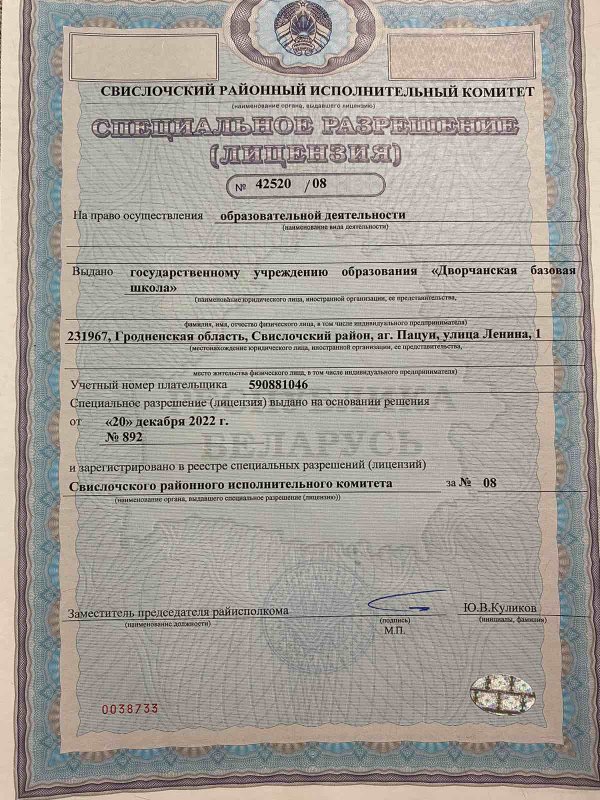 СВИСЛОЧСКИЙ РАЙОННЫЙ ИСПОЛНИТЕЛЬНЫЙ КОМИТЕТ
(наименование органа, выдавшего лицензию)
СПЕЦИАЛЬНОЕ РАЗРЕШЕНИЕ
(ЛИЦЕНЗИЯ)
№ 42520 /08
На право осуществления образовательной деятельности
(наименование вида деятельности)
Выдано государственному учреждению образования «Дворчанская базовая
школа»
(наименование юридического лица, иностранной организации, ее представительства,
фамилия, имя, отчество физического лица, в том числе индивидуального предпринимателя)
231967, Гродненская область, Свислочский район, аг. Пацуи, улица Ленина, 1
(местонахождение юридического лица, иностранной организации, ее представительства,
место жительства физического лица, в том числе индивидуального предпринимателя)
Учетный номер плательщика 590881046
Специальное разрешение (лицензия) выдано на основании решения
от «20» декабря 2022 г.
№ 892
БЕЛАРУСЬ
и зарегистрировано в реестре специальных разрешений (лицензий)
Свислочского районного исполнительного комитета за № 08
(наименование органа, выдавшего специальное разрешение (лицензию))
Заместитель председателя райисполкома Ю.В.Куликов
(наименование должности) (подпись) (инициалы, фамилия)
М.П.
0038733